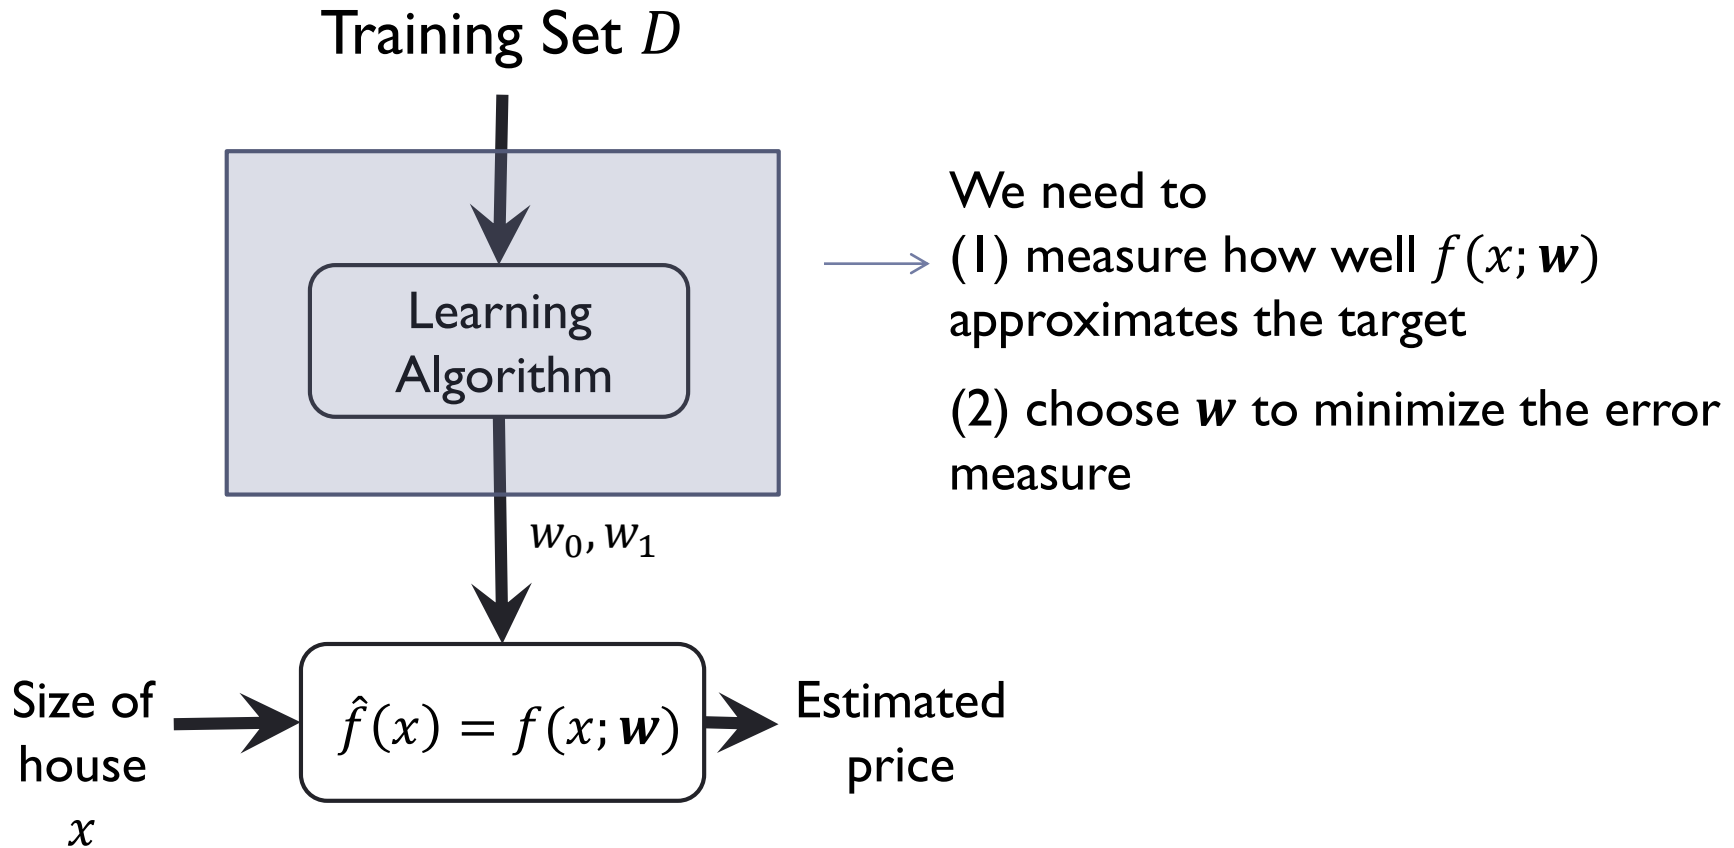 Training Set D
We need to
(1) measure how well f(x; w)
approximates the target
Learning
Algorithm
(2) choose w to minimize the error
measure
w₀, w₁
Size of
house
x
f̂(x) = f(x; w)
Estimated
price